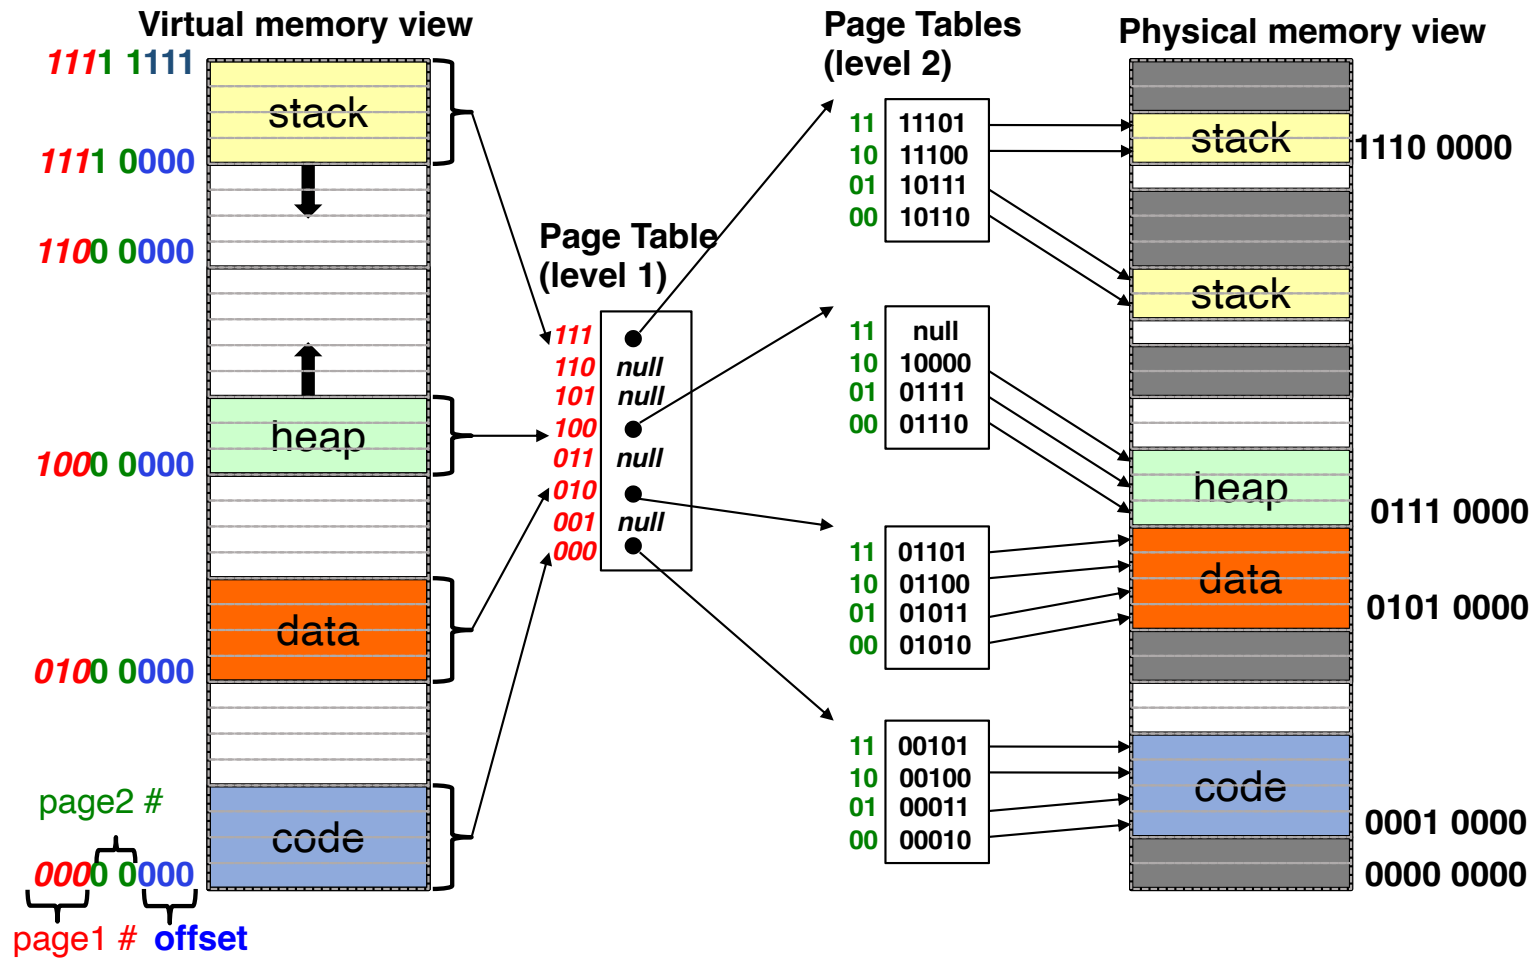 Virtual memory view
1111 1111
stack
1111 0000
1100 0000
heap
1000 0000
data
0100 0000
page2 #
code
0000 0000
page1 #
offset
Page Table
(level 1)
111
110 null
101 null
100
011 null
010
001 null
000
Page Tables
(level 2)
11 11101
10 11100
01 10111
00 10110
11 null
10 10000
01 01111
00 01110
11 01101
10 01100
01 01011
00 01010
11 00101
10 00100
01 00011
00 00010
Physical memory view
stack
1110 0000
stack
heap
0111 0000
data
0101 0000
code
0001 0000
0000 0000